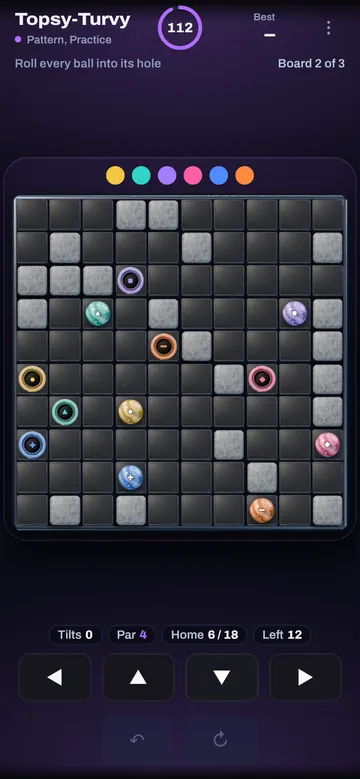 Topsy-Turvy
Pattern, Practice
112
Best
–
Roll every ball into its hole
Board 2 of 3
Tilts 0
Par 4
Home 6 / 18
Left 12